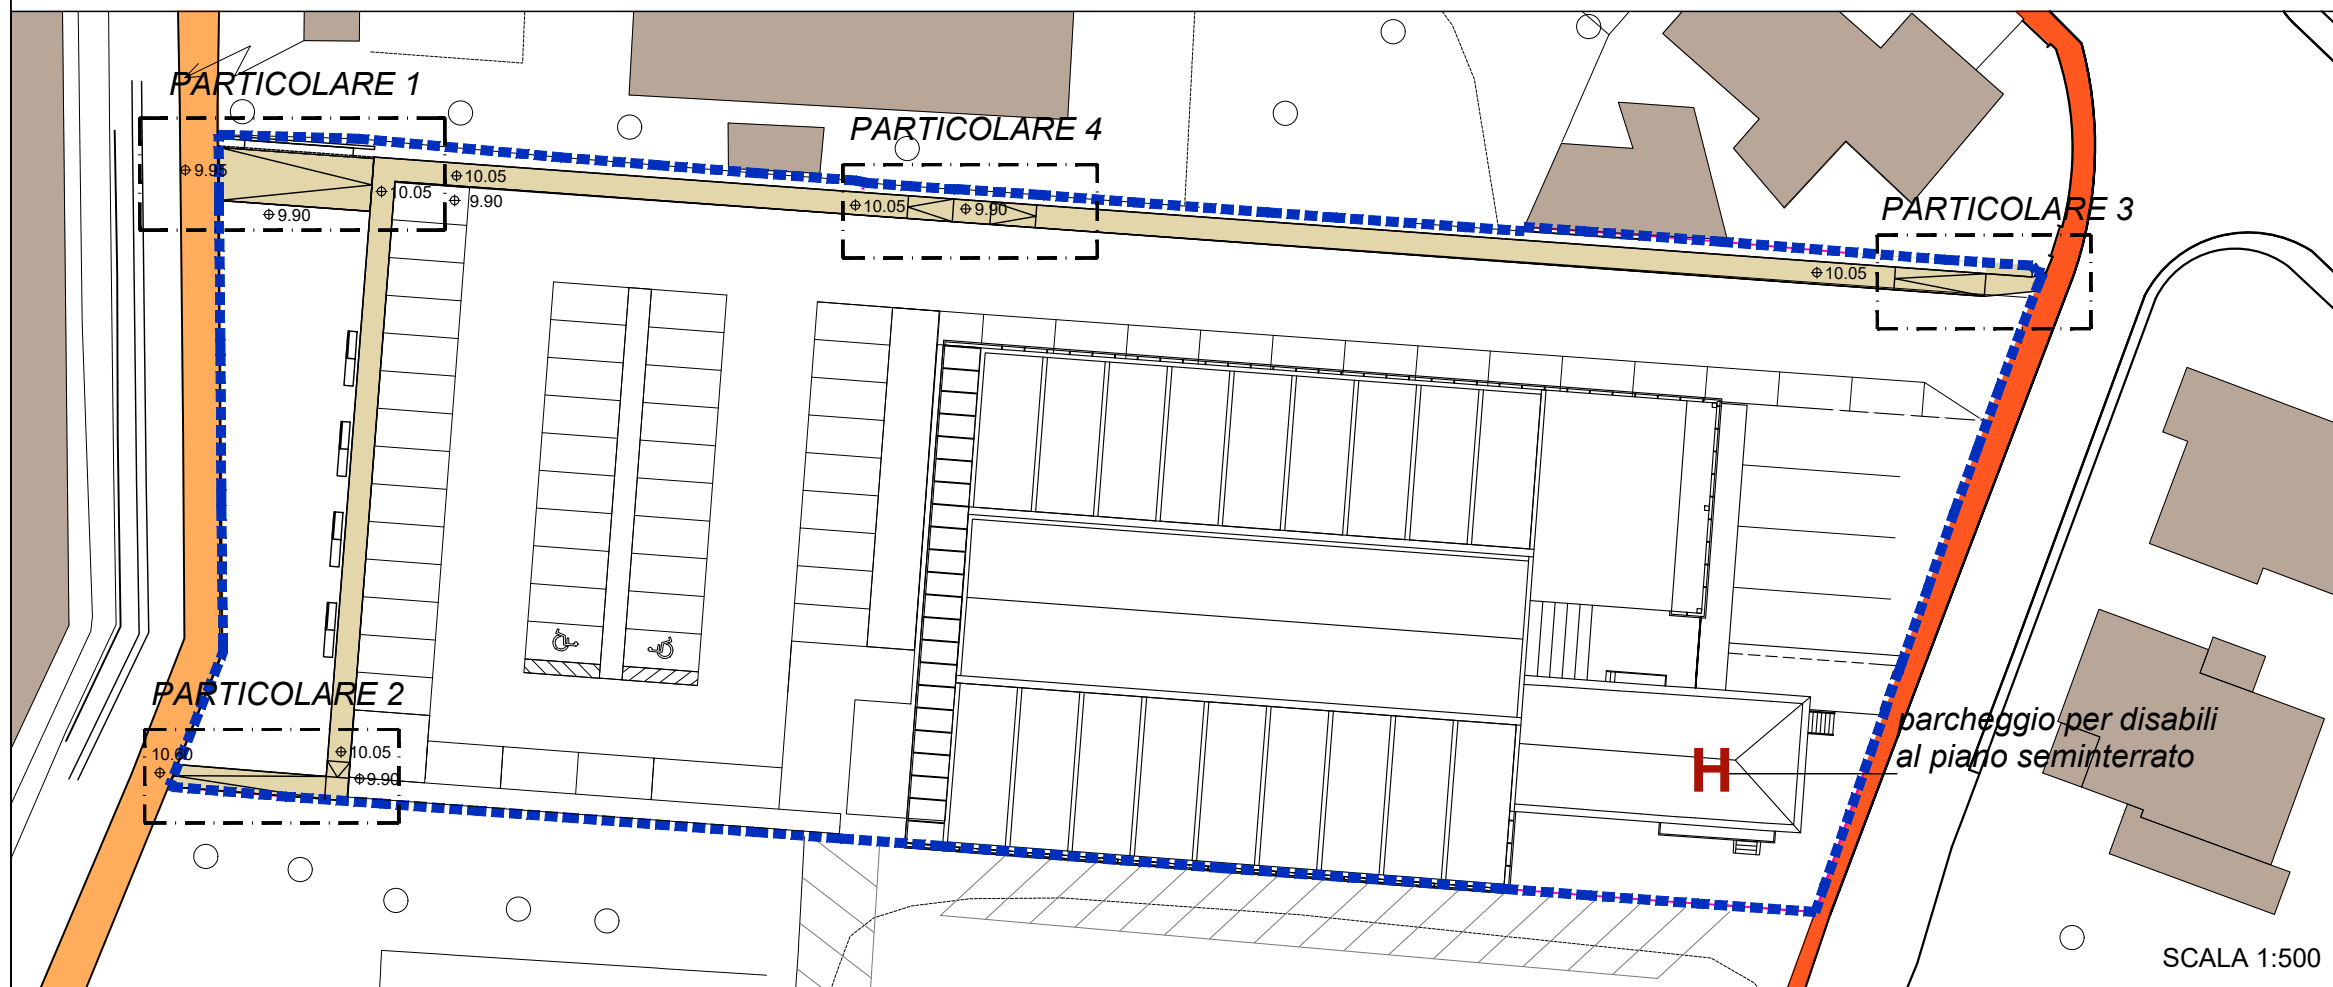 PARTICOLARE 1
PARTICOLARE 4
9.95
10.05
10.05
9.90
9.90
10.05
9.90
PARTICOLARE 3
10.05
PARTICOLARE 2
10.60
10.05
9.90
parcheggio per disabili
al piano seminterrato
H
SCALA 1:500